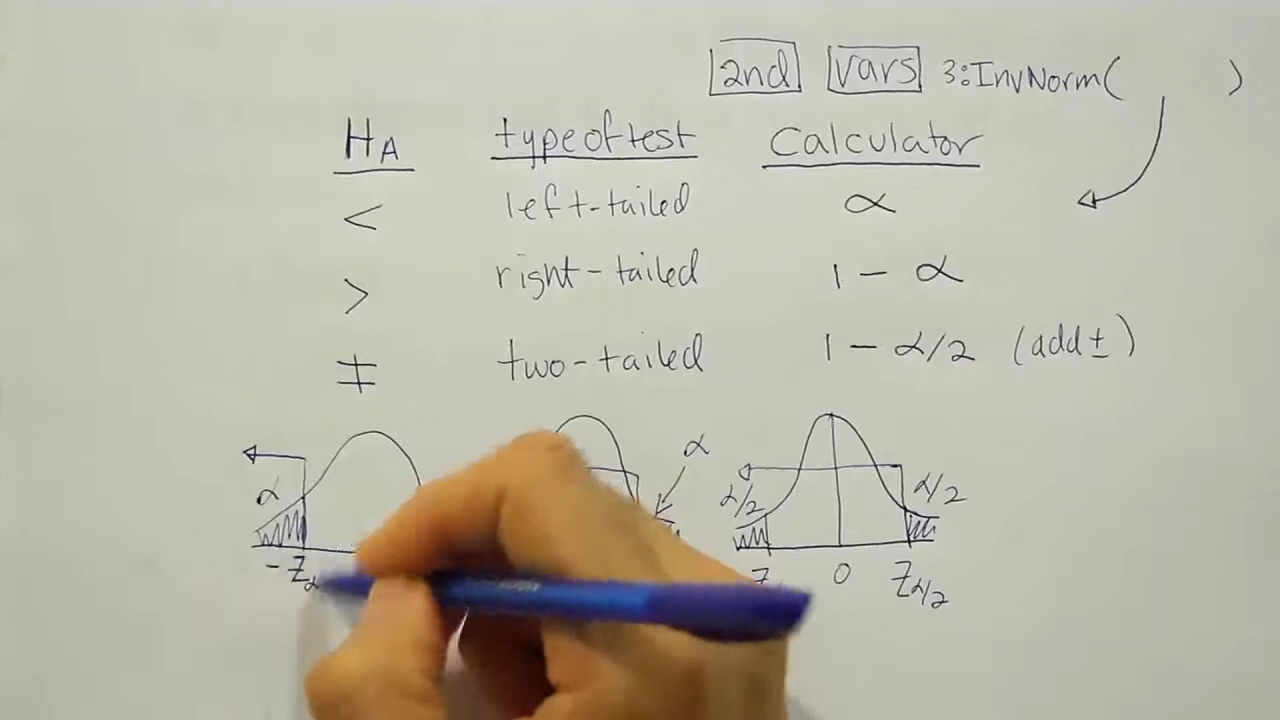 2nd vars 3:InvNorm( )
HA type of test Calculator
< left-tailed α
> right-tailed 1 - α
≠ two-tailed 1 - α/2 (add ±)
α α α/2 α/2
-Zα 0 Zα/2